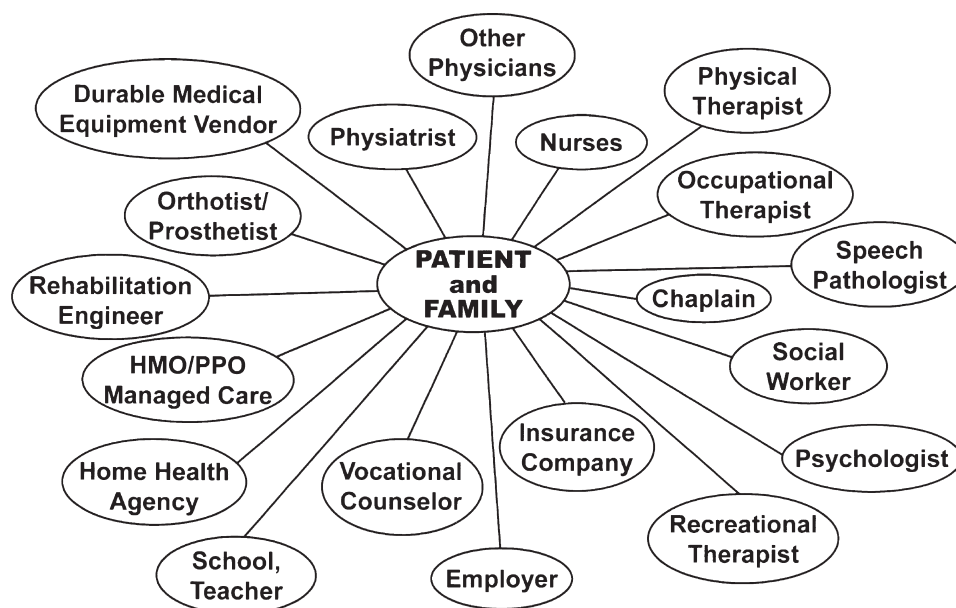 Other
Physicians
Durable Medical
Equipment Vendor
Physiatrist
Nurses
Physical
Therapist
Orthotist/
Prosthetist
Occupational
Therapist
PATIENT
and
FAMILY
Speech
Pathologist
Rehabilitation
Engineer
Chaplain
HMO/PPO
Managed Care
Social
Worker
Home Health
Agency
Vocational
Counselor
Insurance
Company
Psychologist
School,
Teacher
Employer
Recreational
Therapist